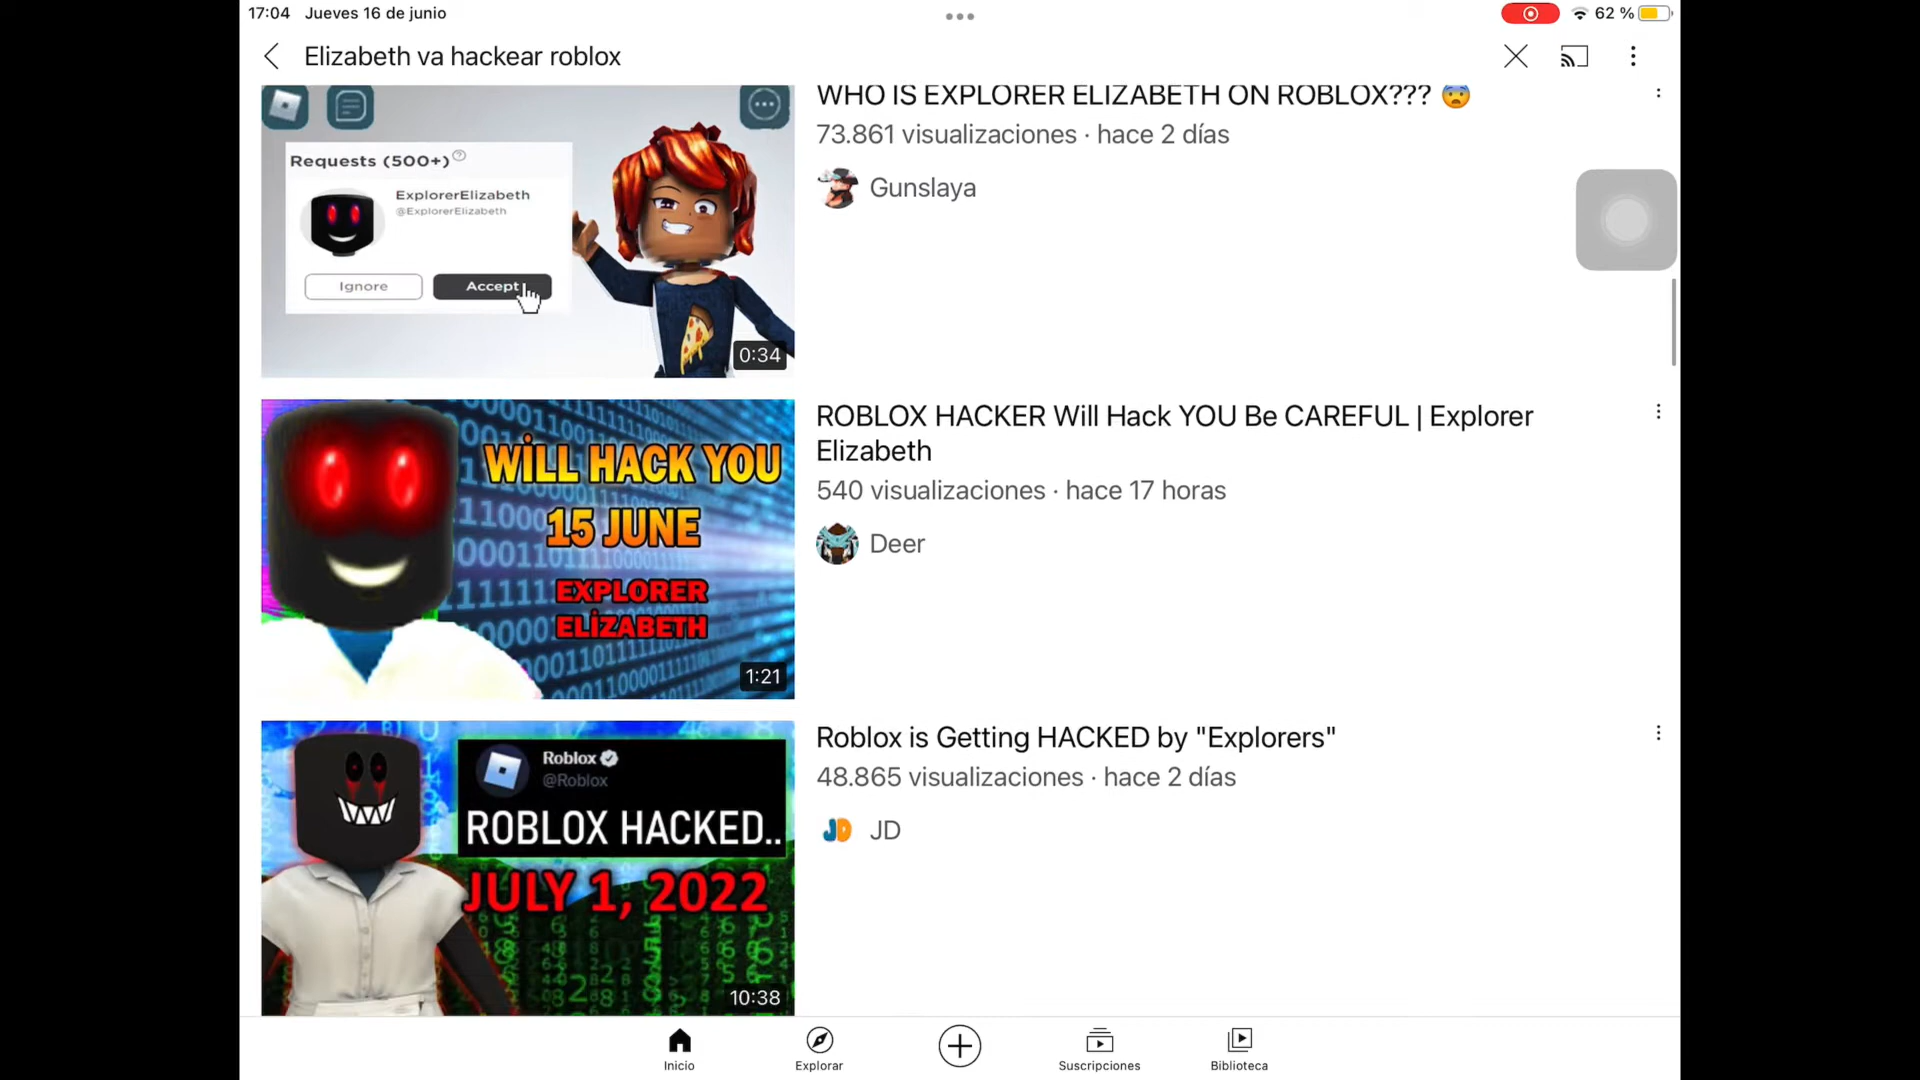 17:04 Jueves 16 de junio
62 %
Elizabeth va hackear roblox
Requests (500+)
ExplorerElizabeth
@ExplorerElizabeth
Ignore
Accept
0:34
WHO IS EXPLORER ELIZABETH ON ROBLOX??? 😨
73.861 visualizaciones · hace 2 días
Gunslaya
WİLL HACK YOU
15 JUNE
EXPLORER
ELİZABETH
1:21
ROBLOX HACKER Will Hack YOU Be CAREFUL | Explorer
Elizabeth
540 visualizaciones · hace 17 horas
Deer
Roblox
@Roblox
ROBLOX HACKED..
JULY 1, 2022
10:38
Roblox is Getting HACKED by "Explorers"
48.865 visualizaciones · hace 2 días
JD
JD
Inicio
Explorar
Suscripciones
Biblioteca